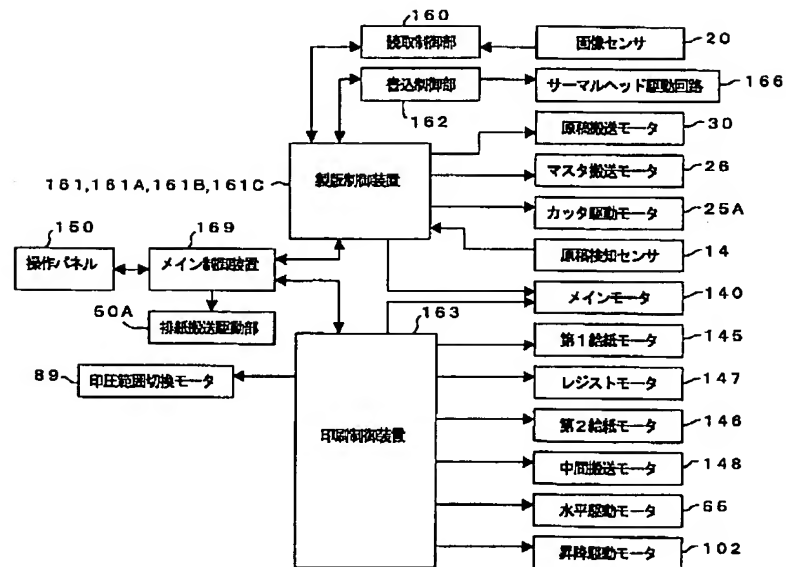 160
読取制御部
画像センサ
20
書込制御部
162
サーマルヘッド駆動回路
166
原稿搬送モータ
30
161,161A,161B,161C
製版制御装置
マスタ搬送モータ
26
カッタ駆動モータ
25A
150
169
操作パネル
メイン制御装置
原稿検知センサ
14
メインモータ
140
50A
排紙搬送駆動部
163
第1給紙モータ
145
89
印圧範囲切換モータ
レジストモータ
147
印刷制御装置
第2給紙モータ
146
中間搬送モータ
148
水平駆動モータ
66
昇降駆動モータ
102